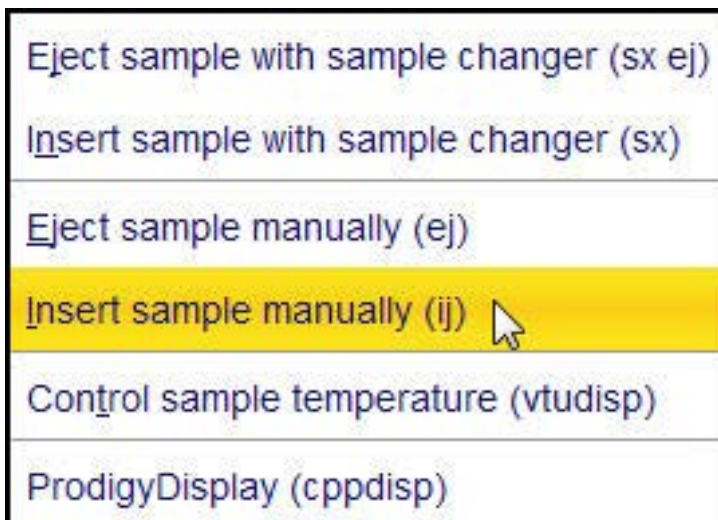 Eject sample with sample changer (sx ej)
Insert sample with sample changer (sx)
Eject sample manually (ej)
Insert sample manually (ij)
Control sample temperature (vtudisp)
ProdigyDisplay (cppdisp)